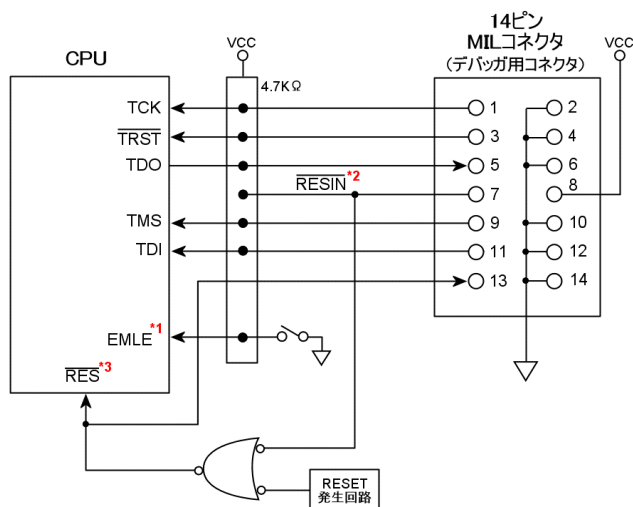 14ピン
MILコネクタ
(デバッガ用コネクタ)
VCC
VCC
CPU
4.7KΩ
TCK
1
2
TRST
3
4
TDO
5
6
RESIN*2
7
8
TMS
9
10
TDI
11
12
13
14
EMLE*1
RES*3
RESET
発生回路